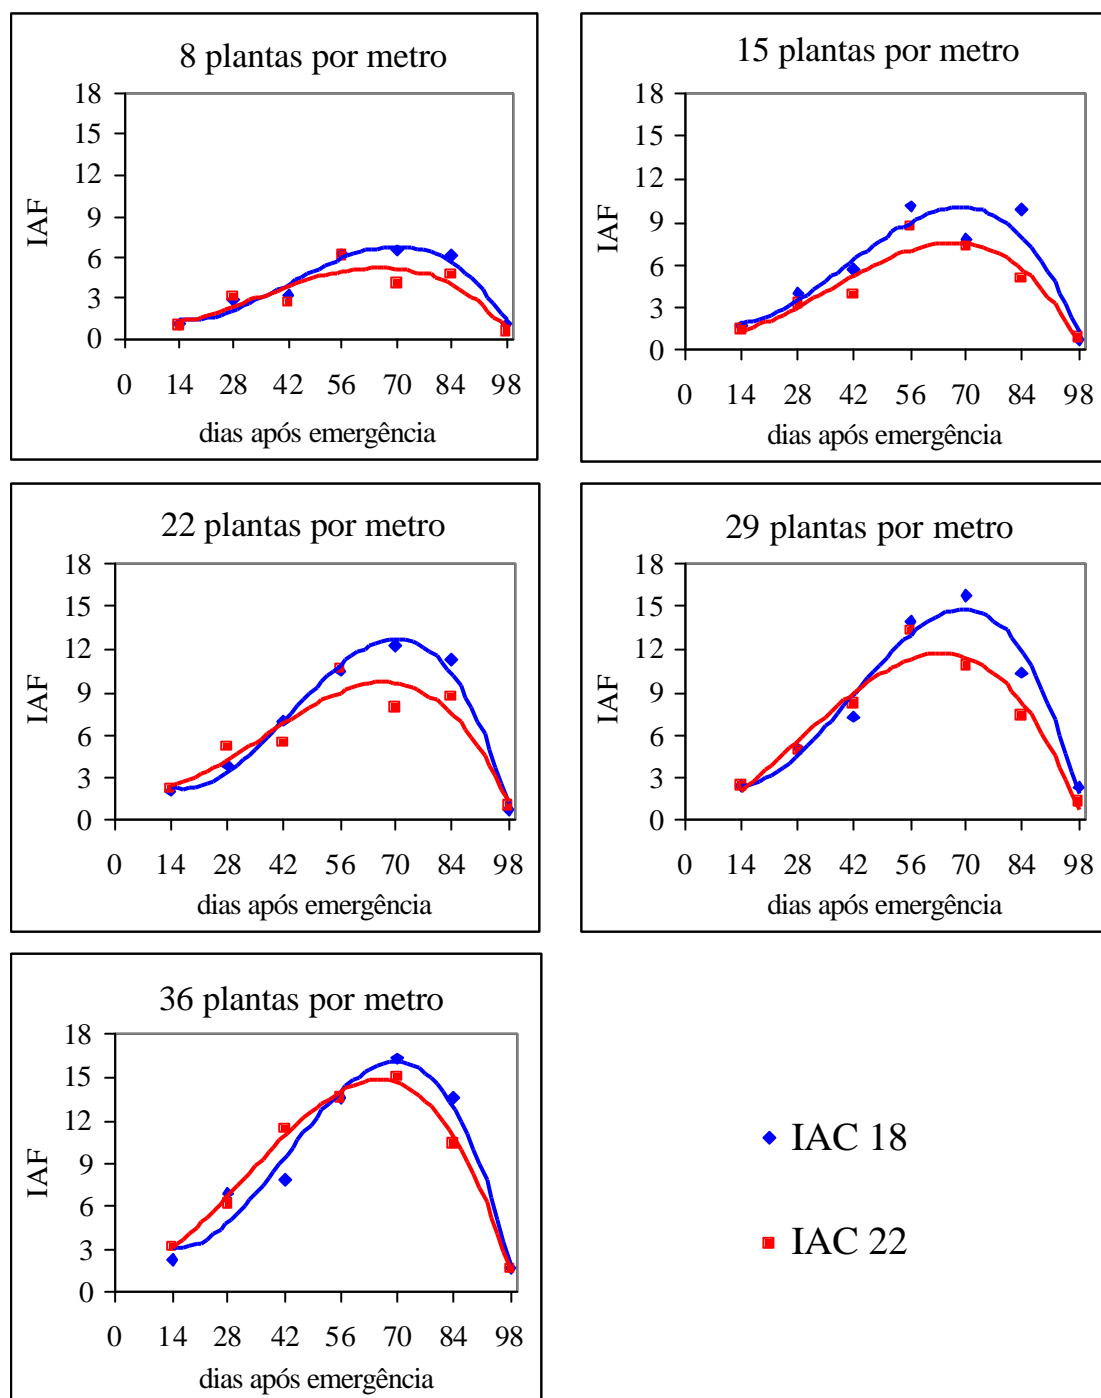 8 plantas por metro
18
15
12
9
6
3
0
IAF
0 14 28 42 56 70 84 98
dias após emergência
15 plantas por metro
18
15
12
9
6
3
0
IAF
0 14 28 42 56 70 84 98
dias após emergência
22 plantas por metro
18
15
12
9
6
3
0
IAF
0 14 28 42 56 70 84 98
dias após emergência
29 plantas por metro
18
15
12
9
6
3
0
IAF
0 14 28 42 56 70 84 98
dias após emergência
36 plantas por metro
18
15
12
9
6
3
0
IAF
0 14 28 42 56 70 84 98
dias após emergência
IAC 18
IAC 22